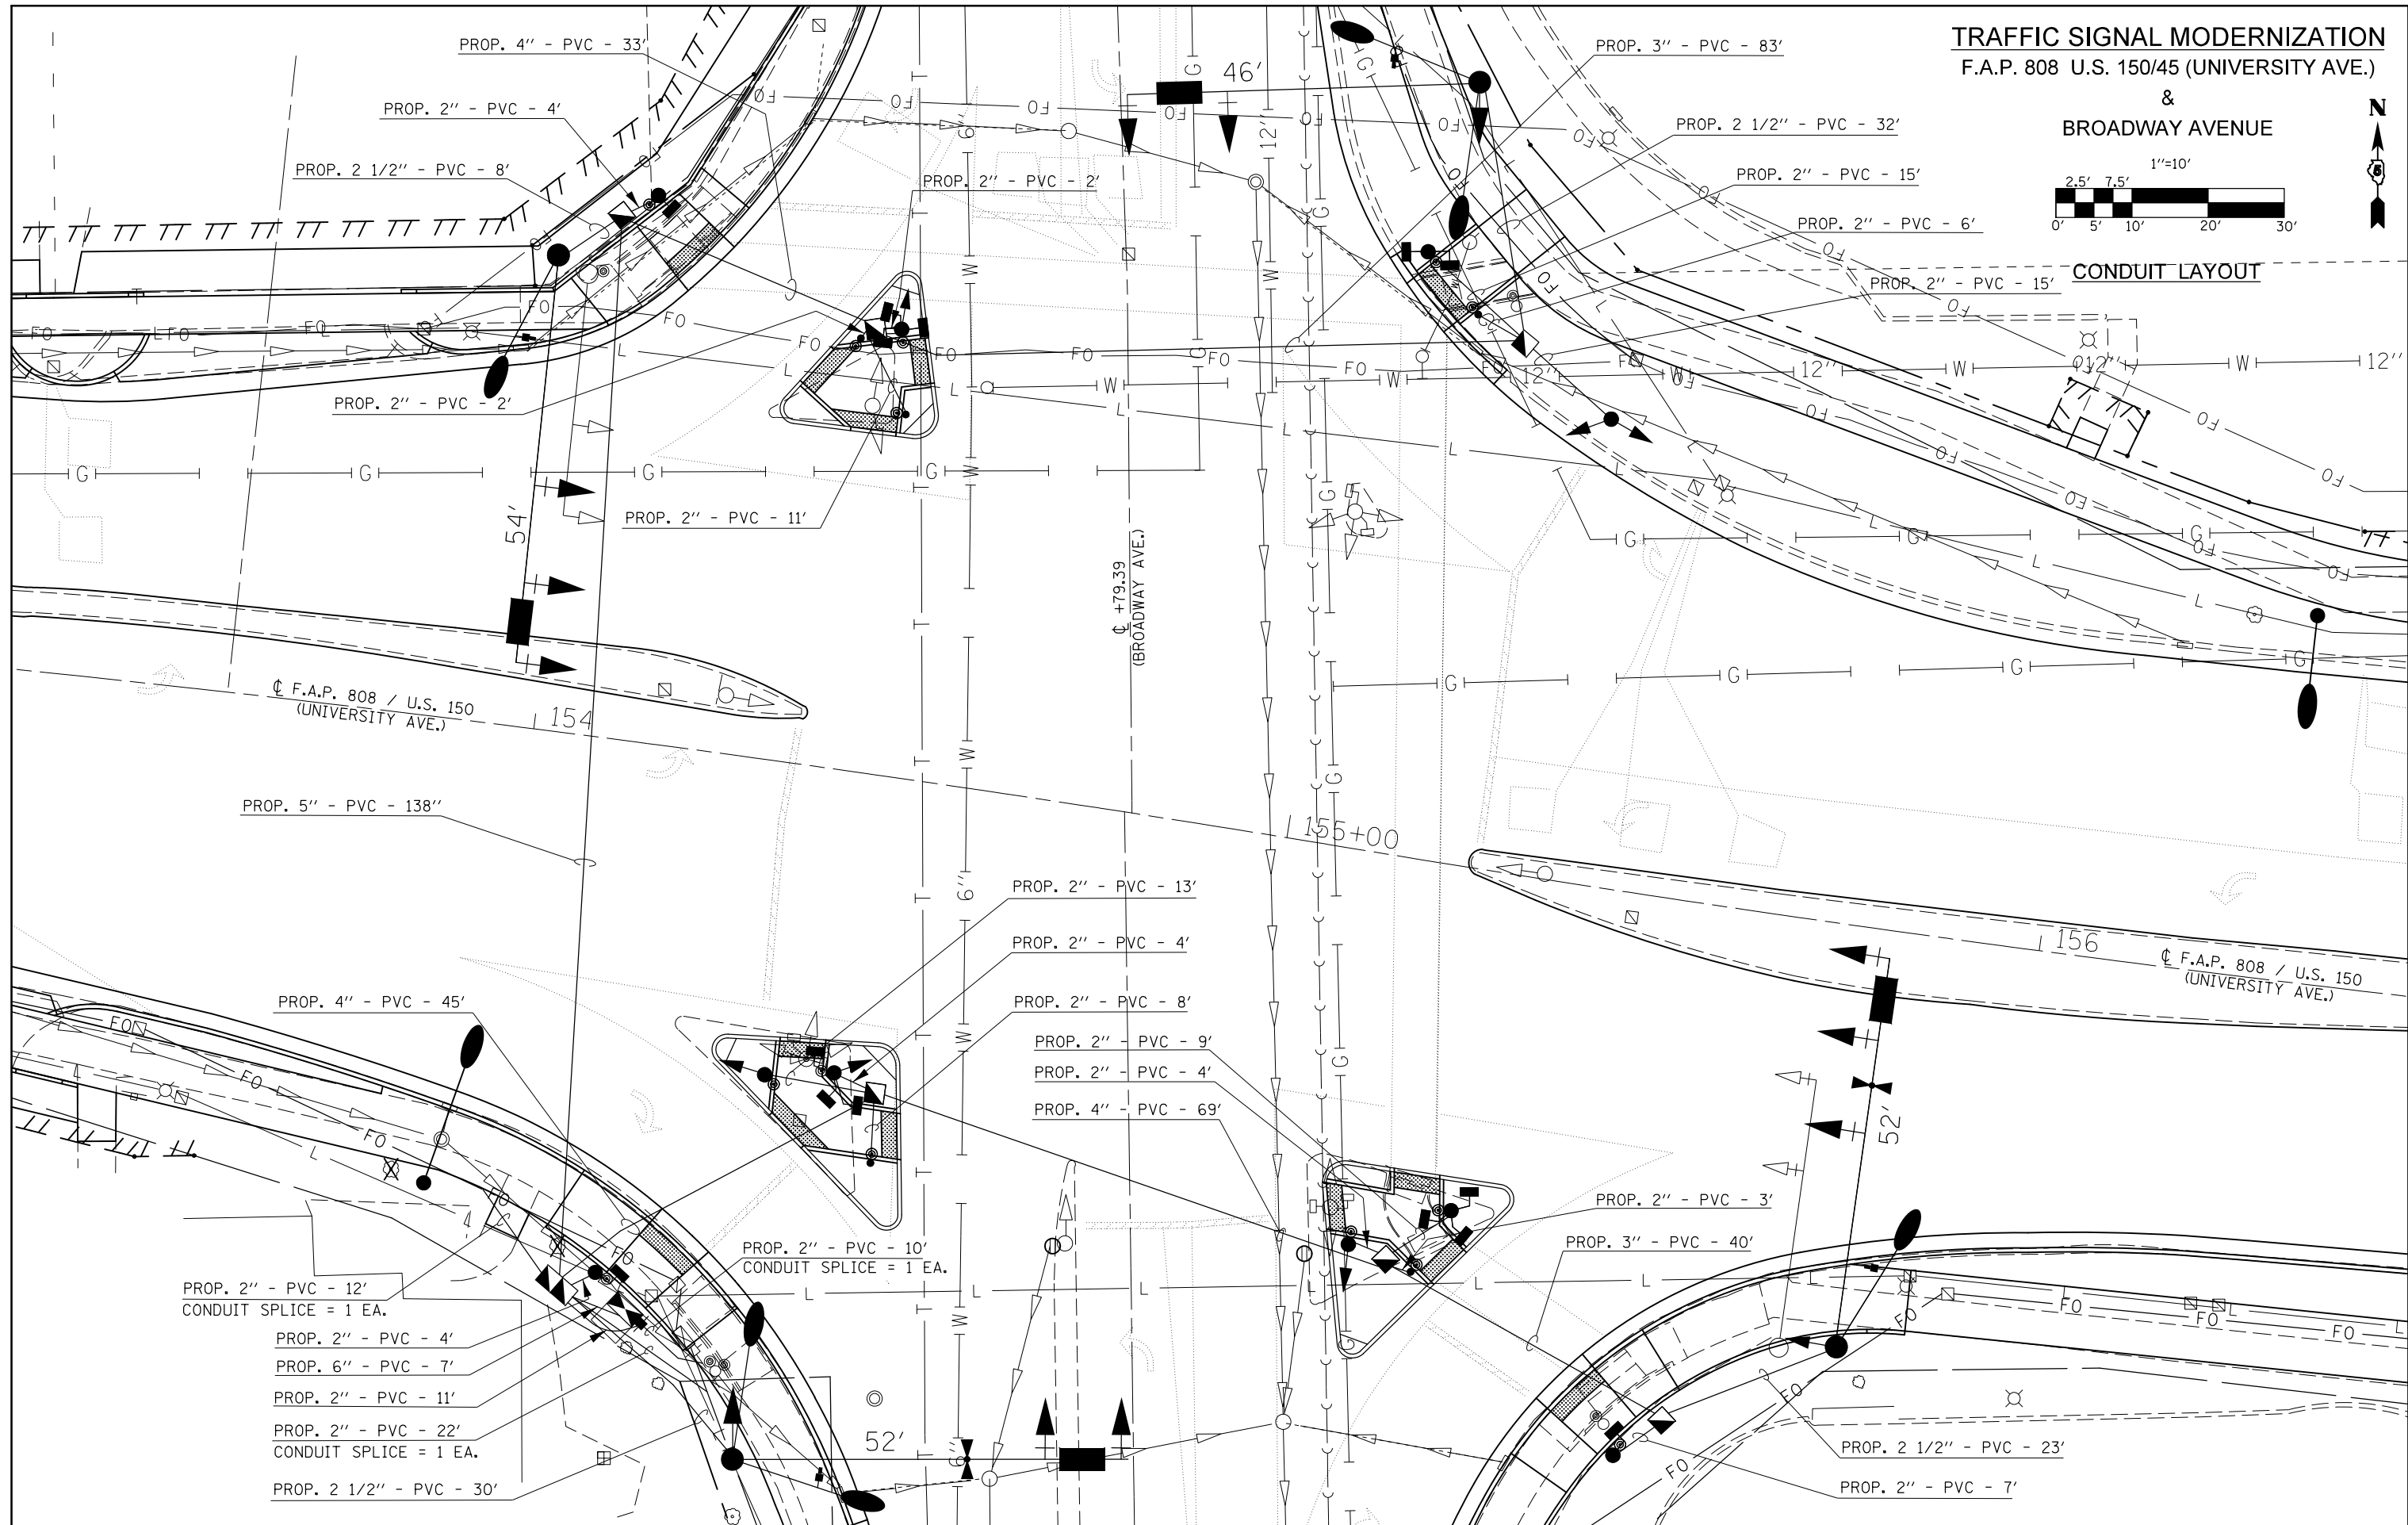 TRAFFIC SIGNAL MODERNIZATION
F.A.P. 808 U.S. 150/45 (UNIVERSITY AVE.)
&
BROADWAY AVENUE
N
1"=10'
2.5' 7.5'
0' 5' 10' 20' 30'
CONDUIT LAYOUT
PROP. 4" - PVC - 33'
PROP. 2" - PVC - 4'
PROP. 2 1/2" - PVC - 8'
PROP. 2" - PVC - 2'
PROP. 2" - PVC - 2'
PROP. 2" - PVC - 11'
46'
PROP. 3" - PVC - 83'
PROP. 2 1/2" - PVC - 32'
PROP. 2" - PVC - 15'
PROP. 2" - PVC - 6'
PROP. 2" - PVC - 15'
6"
12"
12"
12"
12"
12"
54'
℄ +79.39
(BROADWAY AVE.)
℄ F.A.P. 808 / U.S. 150
(UNIVERSITY AVE.)
154
155+00
156
℄ F.A.P. 808 / U.S. 150
(UNIVERSITY AVE.)
PROP. 5" - PVC - 138"
6"
PROP. 2" - PVC - 13'
PROP. 2" - PVC - 4'
PROP. 2" - PVC - 8'
PROP. 4" - PVC - 45'
PROP. 2" - PVC - 9'
PROP. 2" - PVC - 4'
PROP. 4" - PVC - 69'
52'
PROP. 2" - PVC - 3'
PROP. 3" - PVC - 40'
PROP. 2" - PVC - 10'
CONDUIT SPLICE = 1 EA.
PROP. 2" - PVC - 12'
CONDUIT SPLICE = 1 EA.
PROP. 2" - PVC - 4'
PROP. 6" - PVC - 7'
PROP. 2" - PVC - 11'
PROP. 2" - PVC - 22'
CONDUIT SPLICE = 1 EA.
PROP. 2 1/2" - PVC - 30'
52'
6"
PROP. 2 1/2" - PVC - 23'
PROP. 2" - PVC - 7'
FO
G
W
L
T